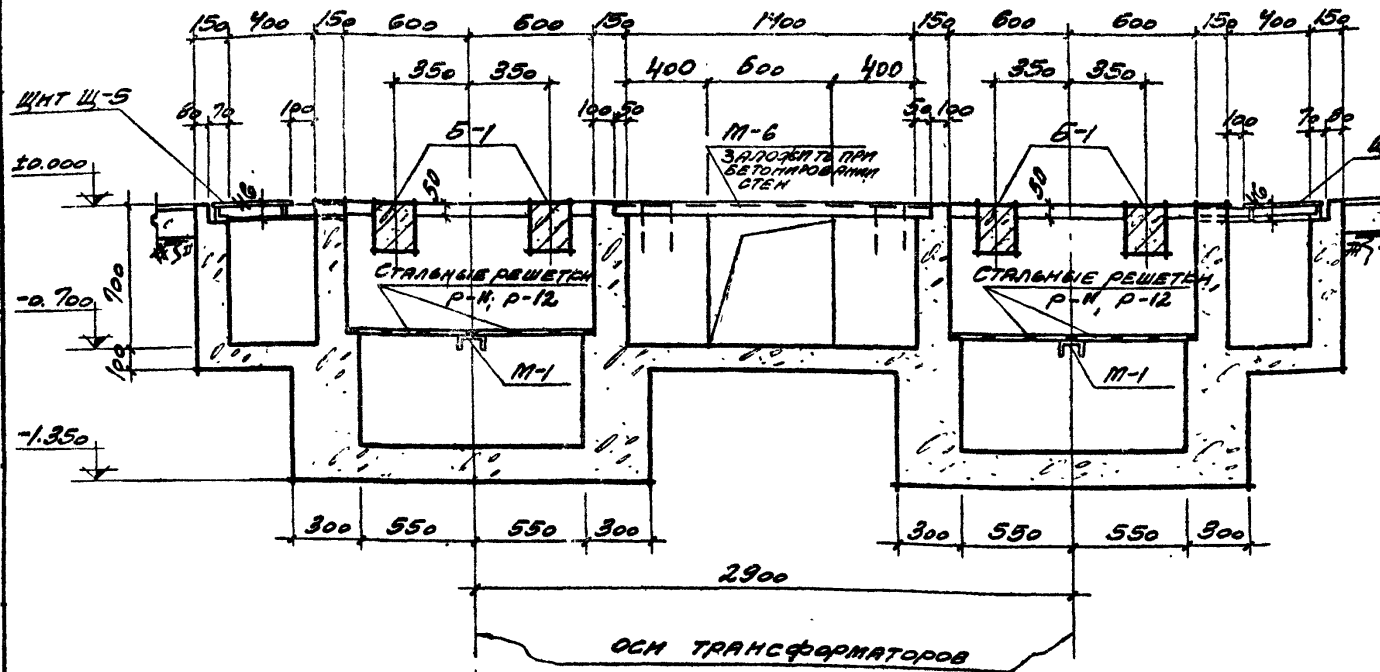 150 400 150 600 600 150 1400 150 600 600 150 400 150
350 350 400 600 400 350 350
ЩИТ Щ-5
80 70 100 100 50 50 100 100 70 80
Б-1 М-6 Б-1
ЗАЛОЖИТЬ ПРИ
БЕТОНИРОВАНИИ
СТЕН
±0.000
50 50
СТАЛЬНЫЕ РЕШЕТКИ СТАЛЬНЫЕ РЕШЕТКИ
Р-11, Р-12 Р-11, Р-12
-0.700
700
100
М-1 М-1
-1.350
300 550 550 300 300 550 550 300
2900
ОСИ ТРАНСФОРМАТОРОВ